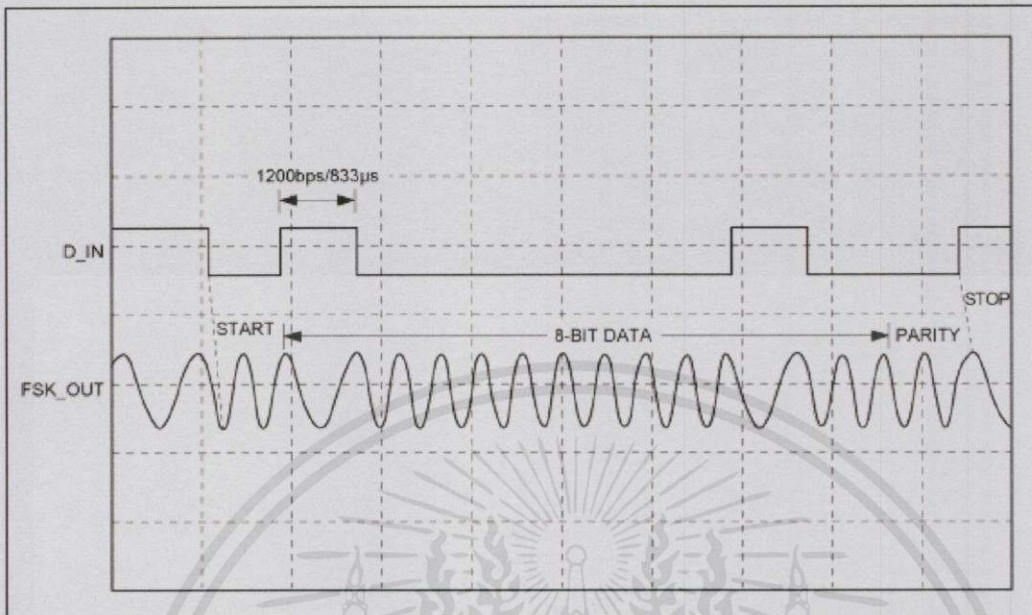 1200bps/833µs
D_IN
START
8-BIT DATA
PARITY
STOP
FSK_OUT